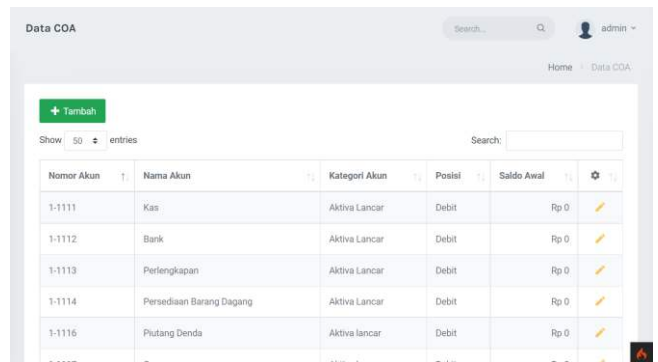 Data COA
Search...
admin
Home Data COA
+ Tambah
Show 50 entries
Search:
Nomor Akun Nama Akun Kategori Akun Posisi Saldo Awal
1-1111 Kas Aktiva Lancar Debit Rp 0
1-1112 Bank Aktiva Lancar Debit Rp 0
1-1113 Perlengkapan Aktiva Lancar Debit Rp 0
1-1114 Persediaan Barang Dagang Aktiva Lancar Debit Rp 0
1-1116 Piutang Denda Aktiva lancar Debit Rp 0